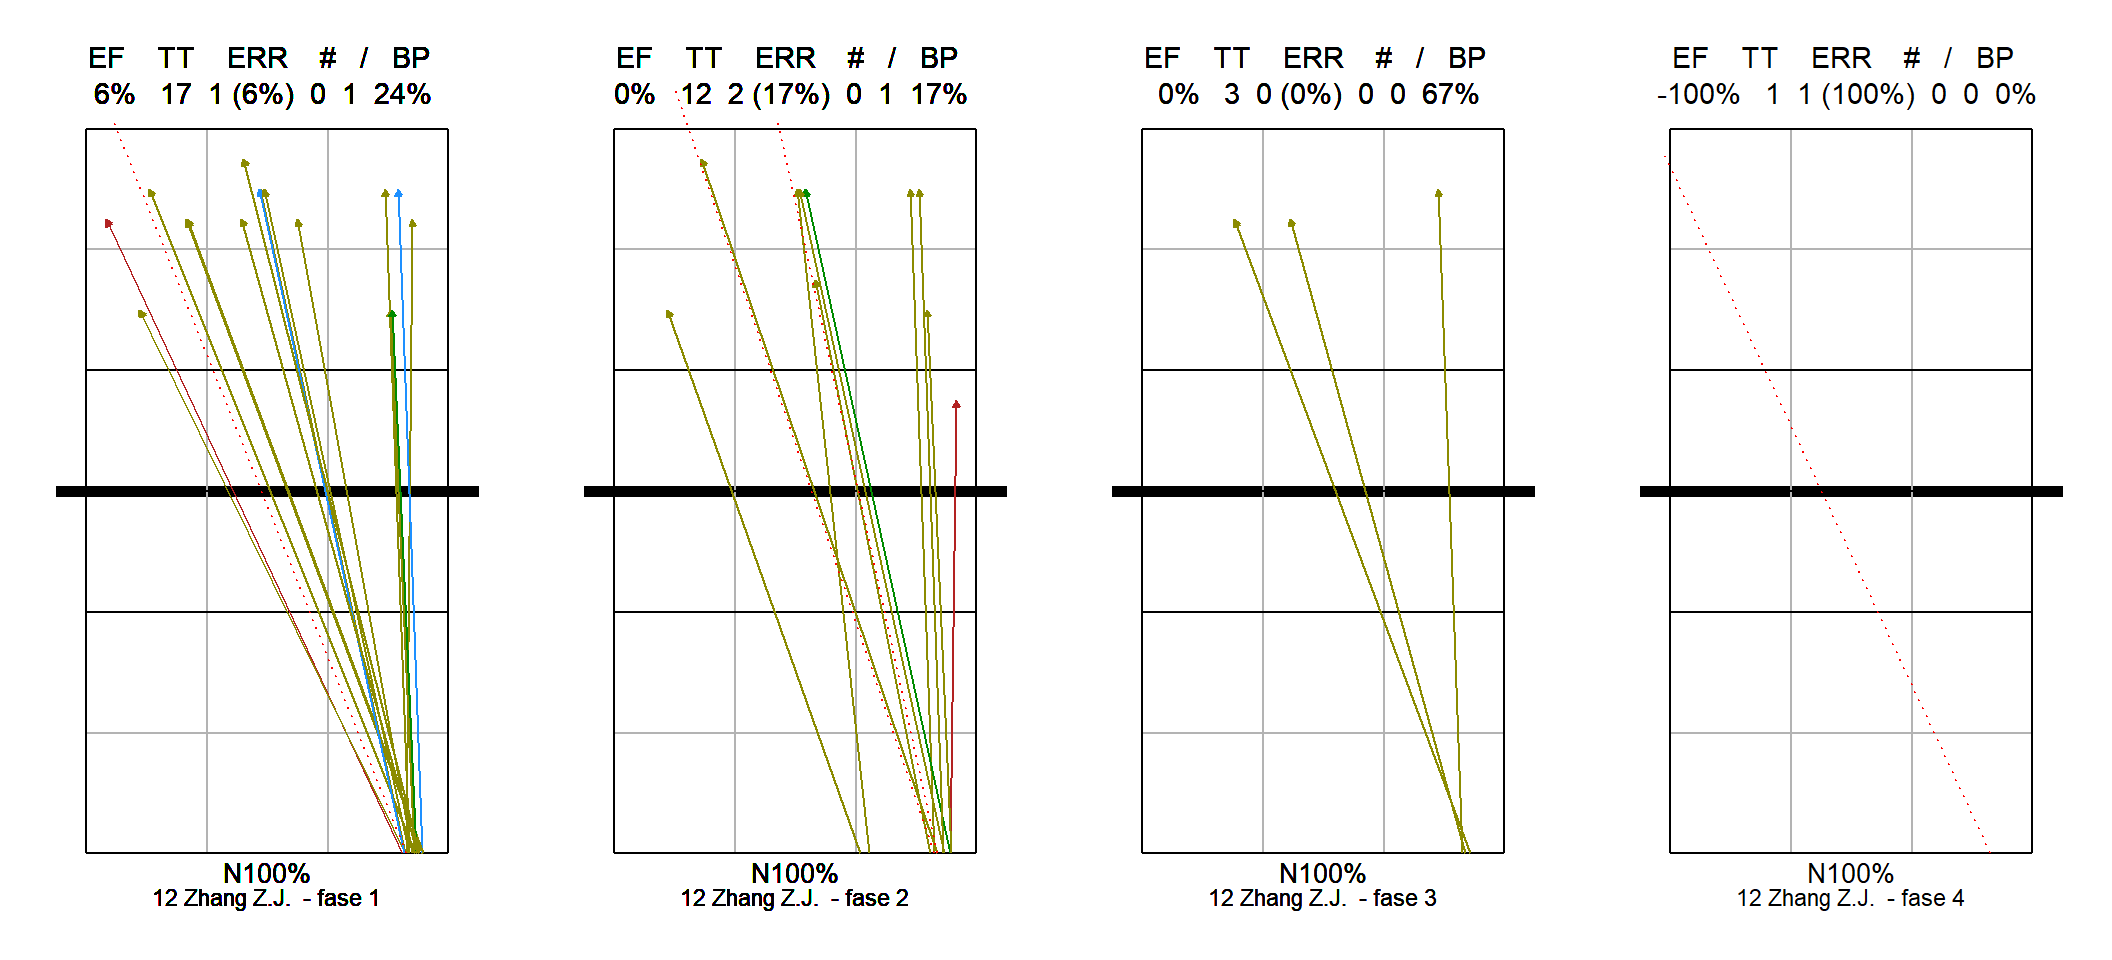 EF TT ERR # / BP
6% 17 1 (6%) 0 1 24%
N100%
12 Zhang Z.J. - fase 1
EF TT ERR # / BP
0% 12 2 (17%) 0 1 17%
N100%
12 Zhang Z.J. - fase 2
EF TT ERR # / BP
0% 3 0 (0%) 0 0 67%
N100%
12 Zhang Z.J. - fase 3
EF TT ERR # / BP
-100% 1 1 (100%) 0 0 0%
N100%
12 Zhang Z.J. - fase 4